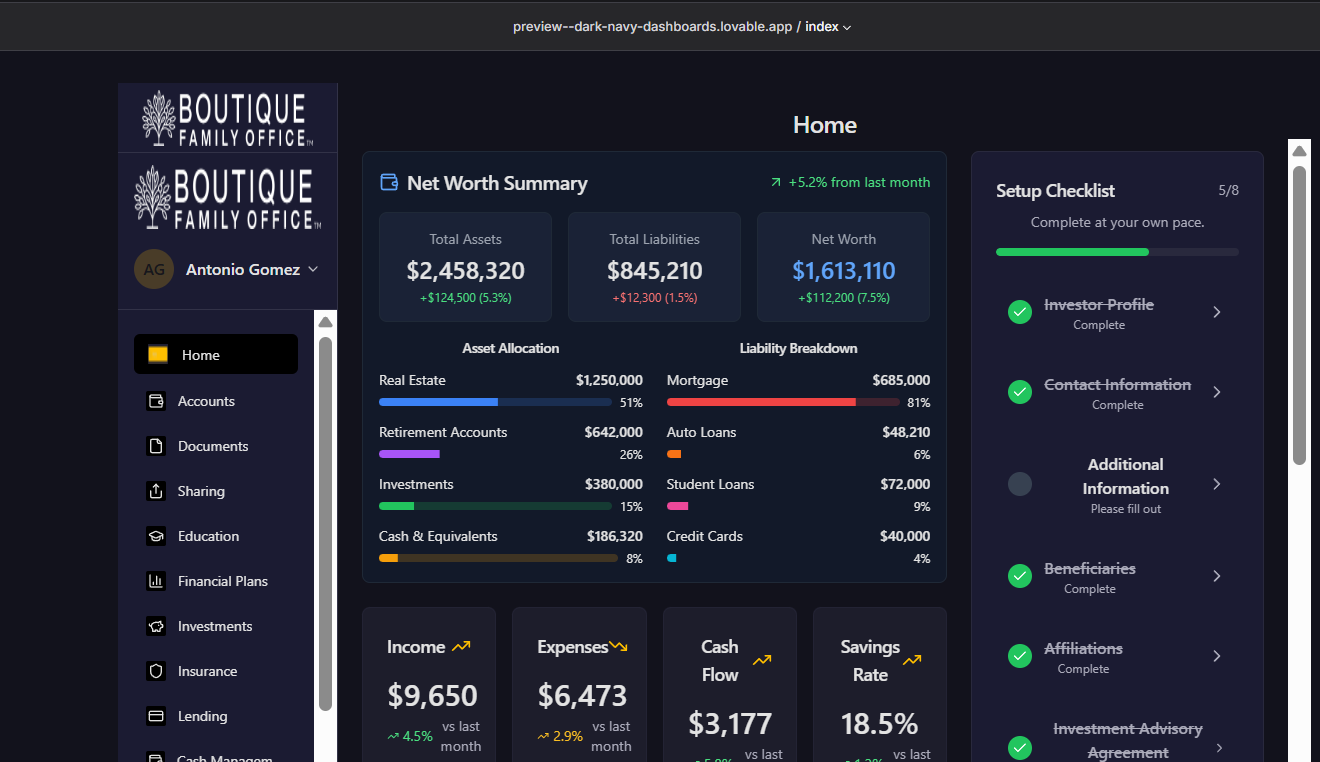 preview--dark-navy-dashboards.lovable.app / index
BOUTIQUE
FAMILY OFFICE™
BOUTIQUE
FAMILY OFFICE™
AG Antonio Gomez
Home
Accounts
Documents
Sharing
Education
Financial Plans
Investments
Insurance
Lending
Cash Managem
Home
Net Worth Summary
+5.2% from last month
Total Assets
$2,458,320
+$124,500 (5.3%)
Total Liabilities
$845,210
+$12,300 (1.5%)
Net Worth
$1,613,110
+$112,200 (7.5%)
Asset Allocation
Real Estate $1,250,000
51%
Retirement Accounts $642,000
26%
Investments $380,000
15%
Cash & Equivalents $186,320
8%
Liability Breakdown
Mortgage $685,000
81%
Auto Loans $48,210
6%
Student Loans $72,000
9%
Credit Cards $40,000
4%
Income
$9,650
4.5% vs last
month
Expenses
$6,473
2.9% vs last
month
Cash
Flow
$3,177
vs last
Savings
Rate
18.5%
vs last
Setup Checklist 5/8
Complete at your own pace.
Investor Profile
Complete
Contact Information
Complete
Additional
Information
Please fill out
Beneficiaries
Complete
Affiliations
Complete
Investment Advisory
Agreement